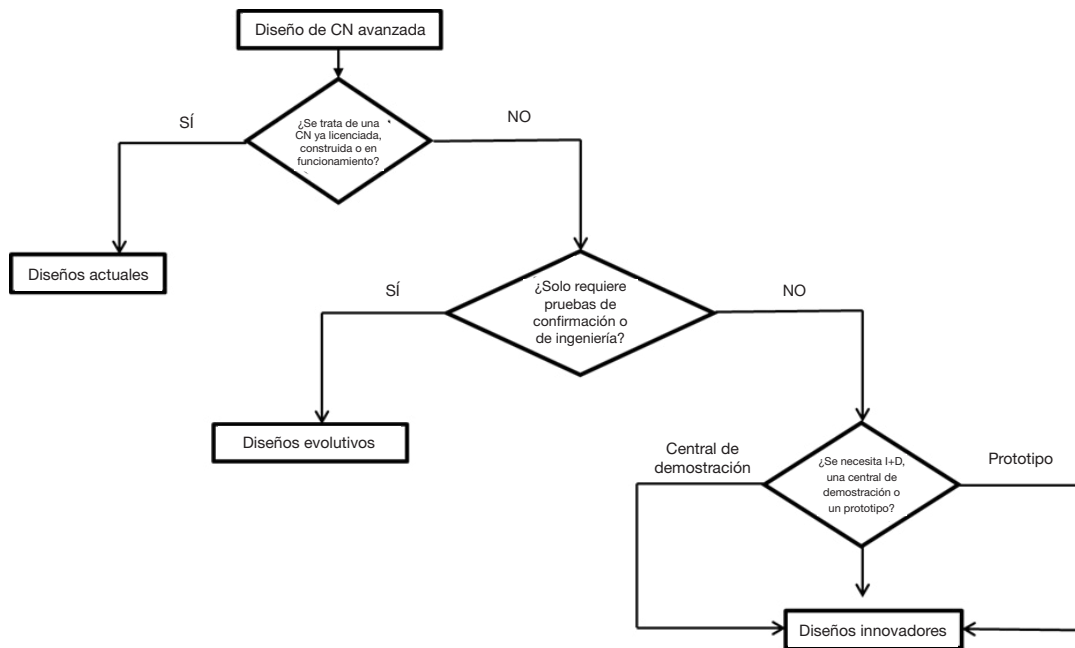 Diseño de CN avanzada
¿Se trata de una
CN ya licenciada,
construida o en
funcionamiento?
SÍ
NO
Diseños actuales
¿Solo requiere
pruebas de
confirmación o
de ingeniería?
SÍ
NO
Diseños evolutivos
Central de
demostración
¿Se necesita I+D,
una central de
demostración o
un prototipo?
Prototipo
Diseños innovadores